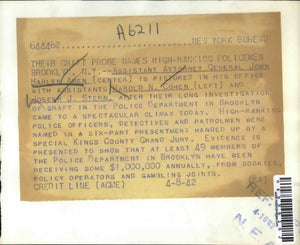 A6211
644462
NEW YORK BUREAU
THEIR GRAFT PROBE NAMES HIGH-RANKING POLICEMEN
BROOKLYN, N.Y.--ASSISTANT ATTORNEY GENERAL JOHN
HARLEN AMEN (CENTER) IS PICTURED IN HIS OFFICE
WITH ASSISTANTS HAROLD N. COHEN (LEFT) AND
JOSEPH J. STERN, AFTER THE LONG INVESTIGATION
OF GRAFT IN THE POLICE DEPARTMENT IN BROOKLYN
CAME TO A SPECTACULAR CLIMAX TODAY. HIGH-RANKING
POLICE OFFICERS, DETECTIVES AND PATROLMEN WERE
NAMED IN A SIX-PART PRESENTMENT HANDED UP BY A
SPECIAL KINGS COUNTY GRAND JURY. EVIDENCE IS
PRESENTED TO SHOW THAT AT LEAST 49 MEMBERS OF
THE POLICE DEPARTMENT IN BROOKLYN HAVE BEEN
RECEIVING SOME $1,000,000 ANNUALLY, FROM BOOKIES,
POLICY OPERATORS AND GAMBLING JOINTS.
CREDIT LINE (ACME) 4-8-42